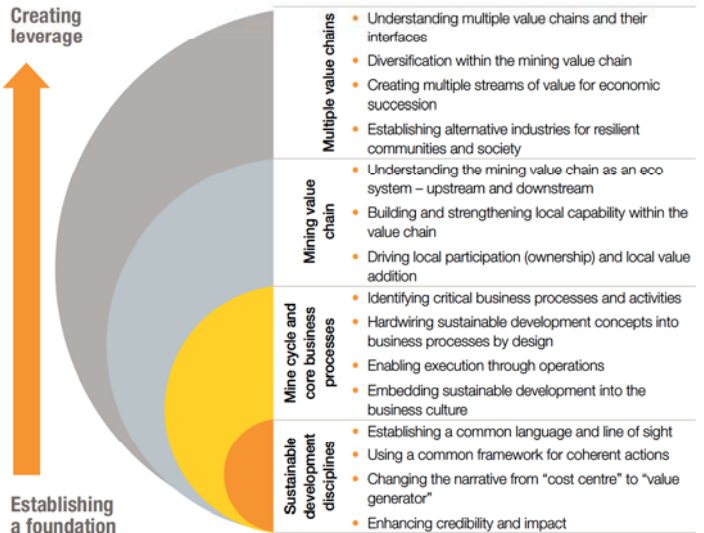 Creating
leverage
Multiple value chains
• Understanding multiple value chains and their
interfaces
• Diversification within the mining value chain
• Creating multiple streams of value for economic
succession
• Establishing alternative industries for resilient
communities and society
Mining value
chain
• Understanding the mining value chain as an eco
system – upstream and downstream
• Building and strengthening local capability within the
value chain
• Driving local participation (ownership) and local value
addition
Mine cycle and
core business
processes
• Identifying critical business processes and activities
• Hardwiring sustainable development concepts into
business processes by design
• Enabling execution through operations
• Embedding sustainable development into the
business culture
Sustainable
development
disciplines
• Establishing a common language and line of sight
• Using a common framework for coherent actions
• Changing the narrative from “cost centre” to “value
generator”
• Enhancing credibility and impact
Establishing
a foundation